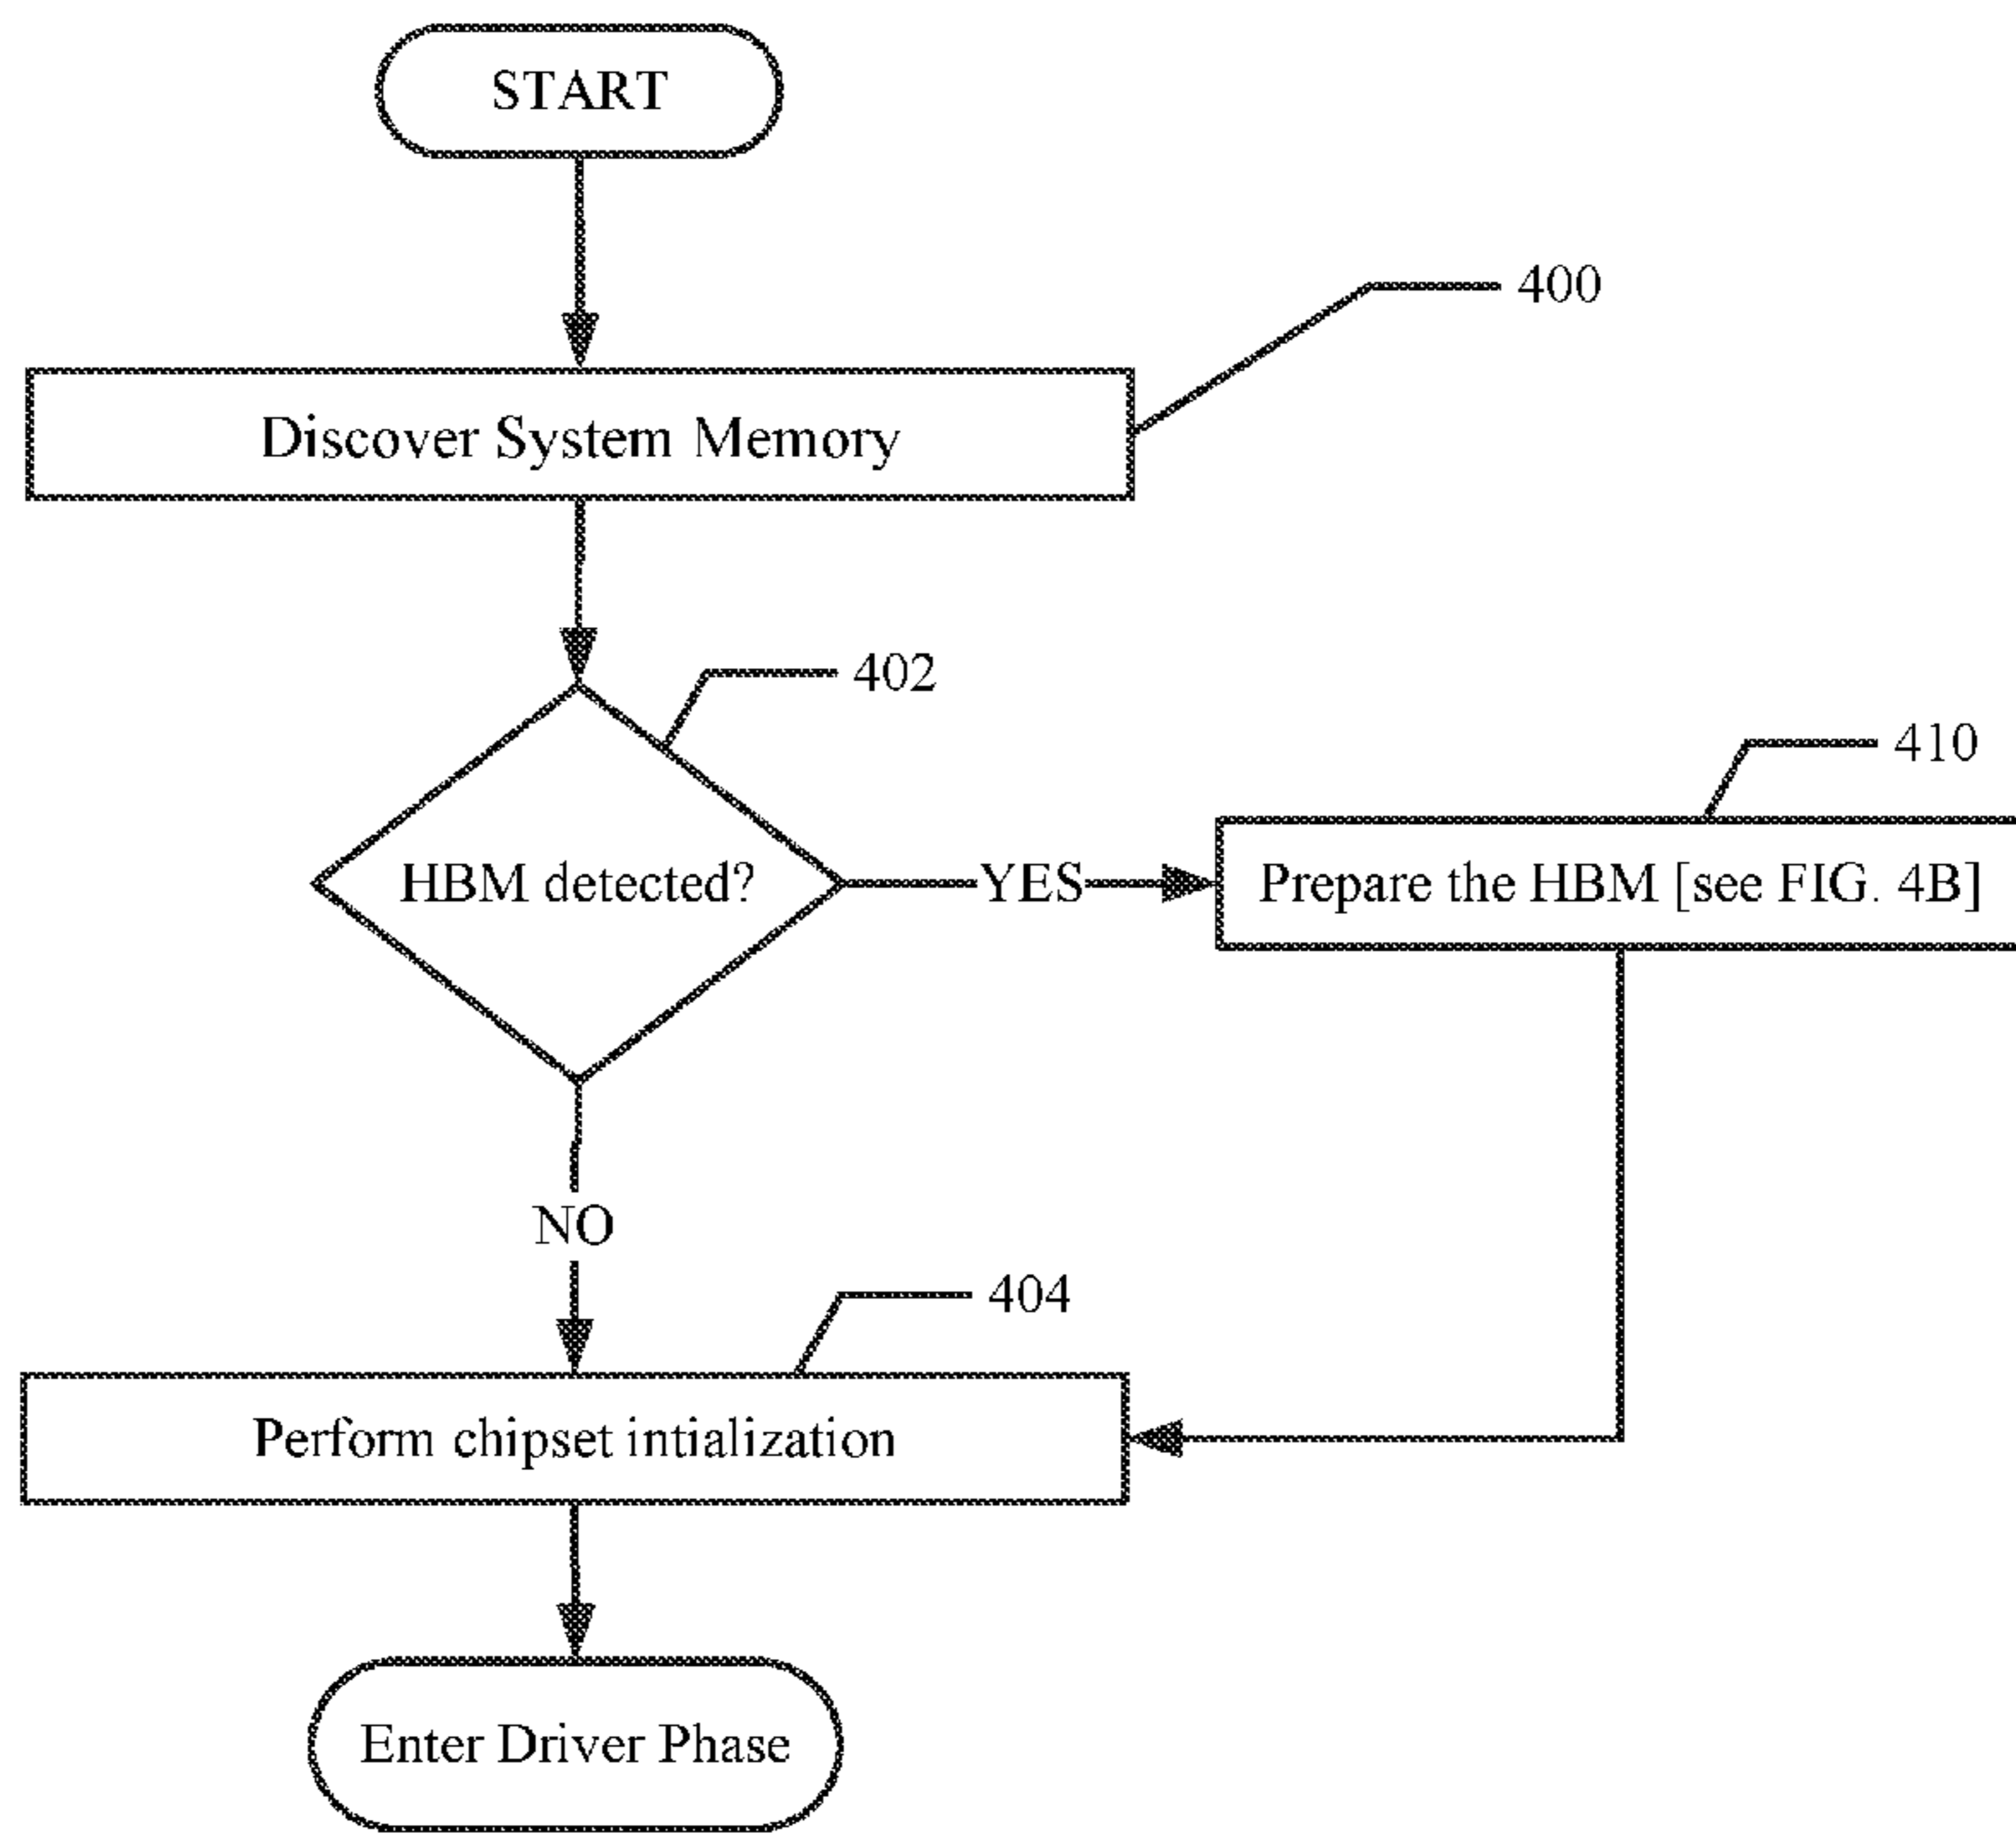 START
400
Discover System Memory
402
410
HBM detected?
YES
Prepare the HBM [see FIG. 4B]
NO
404
Perform chipset intialization
Enter Driver Phase